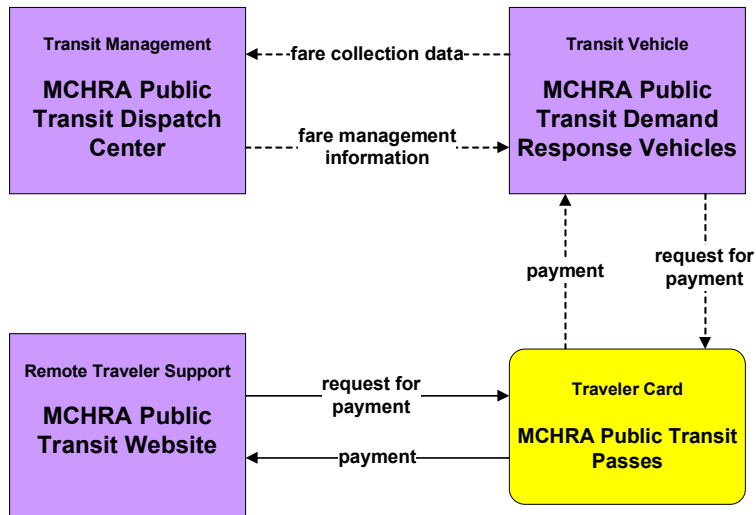 Transit Management
MCHRA Public
Transit Dispatch
Center
fare collection data
fare management
information
Transit Vehicle
MCHRA Public
Transit Demand
Response Vehicles
payment
request for
payment
Remote Traveler Support
MCHRA Public
Transit Website
request for
payment
payment
Traveler Card
MCHRA Public Transit
Passes